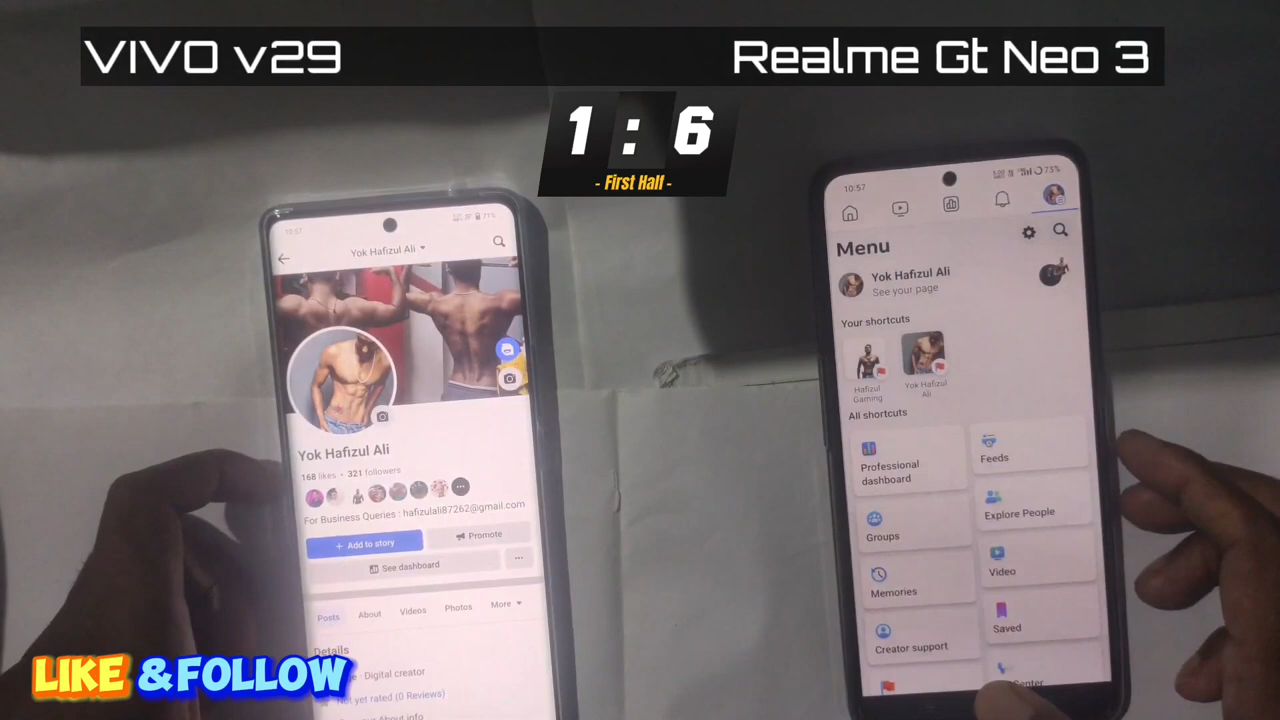 VIVO v29
Realme Gt Neo 3
1 : 6
- First Half -
10:57
71%
Yok Hafizul Ali
Yok Hafizul Ali
168 likes • 321 followers
For Business Queries : hafizulali87262@gmail.com
+ Add to story
Promote
See dashboard
Posts
About
Videos
Photos
More
Details
Digital creator
Not yet rated (0 Reviews)
10:57
73%
Menu
Yok Hafizul Ali
See your page
Your shortcuts
Hafizul
Gaming
Yok Hafizul
Ali
All shortcuts
Professional
dashboard
Feeds
Groups
Explore People
Memories
Video
Creator support
Saved
LIKE &FOLLOW